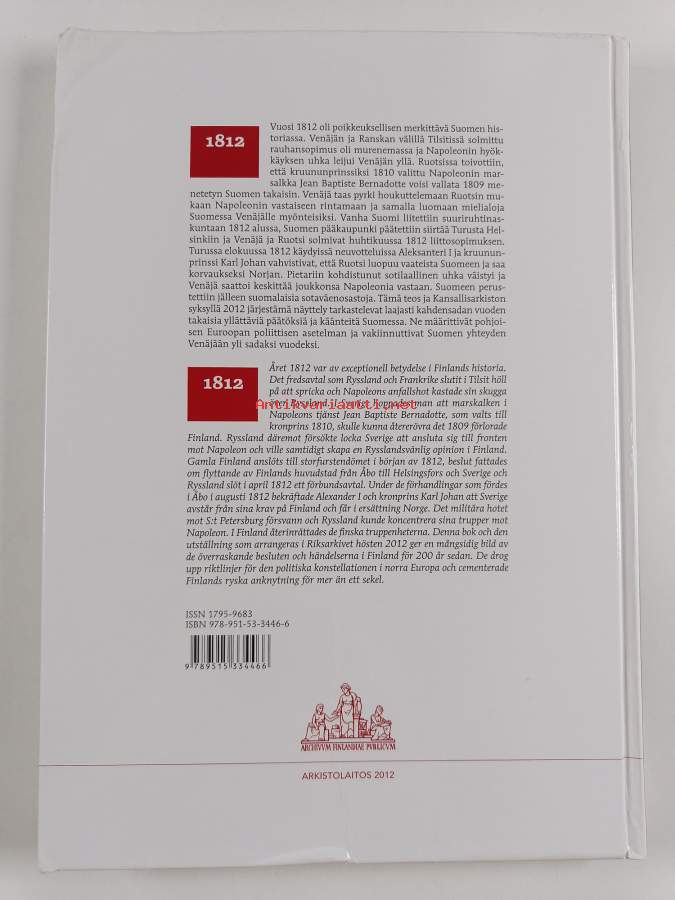 1812
Vuosi 1812 oli poikkeuksellisen merkittävä Suomen his-
toriassa. Venäjän ja Ranskan välillä Tilsitissä solmittu
rauhansopimus oli murenemassa ja Napoleonin hyök-
käyksen uhka leijui Venäjän yllä. Ruotsissa toivottiin,
että kruununprinssiksi 1810 valittu Napoleonin mar-
salkka Jean Baptiste Bernadotte voisi vallata 1809 me-
netetyn Suomen takaisin. Venäjä taas pyrki houkuttelemaan Ruotsin mu-
kaan Napoleonin vastaiseen rintamaan ja samalla luomaan mielialoja
Suomessa Venäjälle myönteisiksi. Vanha Suomi liitettiin suuriruhtinas-
kuntaan 1812 alussa, Suomen pääkaupunki päätettiin siirtää Turusta Hel-
sinkiin ja Venäjä ja Ruotsi solmivat huhtikuussa 1812 liittosopimuksen.
Turussa elokuussa 1812 käydyissä neuvotteluissa Aleksanteri I ja kruunun-
prinssi Karl Johan vahvistivat, että Ruotsi luopuu vaateista Suomeen ja saa
korvaukseksi Norjan. Pietariin kohdistunut sotilaallinen uhka väistyi ja
Venäjä saattoi keskittää joukkonsa Napoleonia vastaan. Suomeen perus-
tettiin jälleen suomalaisia sotaväenosastoja. Tämä teos ja Kansallisarkiston
syksyllä 2012 järjestämä näyttely tarkastelevat laajasti kahdensadan vuoden
takaisia yllättäviä päätöksiä ja käänteitä Suomessa. Ne määrittivät pohjoi-
sen Euroopan poliittisen asetelman ja vakiinnuttivat Suomen yhteyden
Venäjään yli sadaksi vuodeksi.
1812
Året 1812 var av exceptionell betydelse i Finlands historia.
Det fredsavtal som Ryssland och Frankrike slutit i Tilsit höll
på att spricka och Napoleons anfallshot kastade sin skugga
över Ryssland. I Sverige hoppades man att marskalken i
Antikvariaatti.net
Napoleons tjänst Jean Baptiste Bernadotte, som valts till
kronprins 1810, skulle kunna återerövra det 1809 förlorade
Finland. Ryssland däremot försökte locka Sverige att ansluta sig till fronten
mot Napoleon och ville samtidigt skapa en Rysslandsvänlig opinion i Finland.
Gamla Finland anslöts till storfurstendömet i början av 1812, beslut fattades
om flyttande av Finlands huvudstad från Åbo till Helsingfors och Sverige och
Ryssland slöt i april 1812 ett förbundsavtal. Under de förhandlingar som fördes
i Åbo i augusti 1812 bekräftade Alexander I och kronprins Karl Johan att Sverige
avstår från sina krav på Finland och får i ersättning Norge. Det militära hotet
mot S:t Petersburg försvann och Ryssland kunde koncentrera sina trupper mot
Napoleon. I Finland återinrättades de finska truppenheterna. Denna bok och den
utställning som arrangeras i Riksarkivet hösten 2012 ger en mångsidig bild av
de överraskande besluten och händelserna i Finland för 200 år sedan. De drog
upp riktlinjer för den politiska konstellationen i norra Europa och cementerade
Finlands ryska anknytning för mer än ett sekel.
ISSN 1795-9683
ISBN 978-951-53-3446-6
9 789515 334466
ARCHIVUM FINLANDIAE PUBLICUM
ARKISTOLAITOS 2012